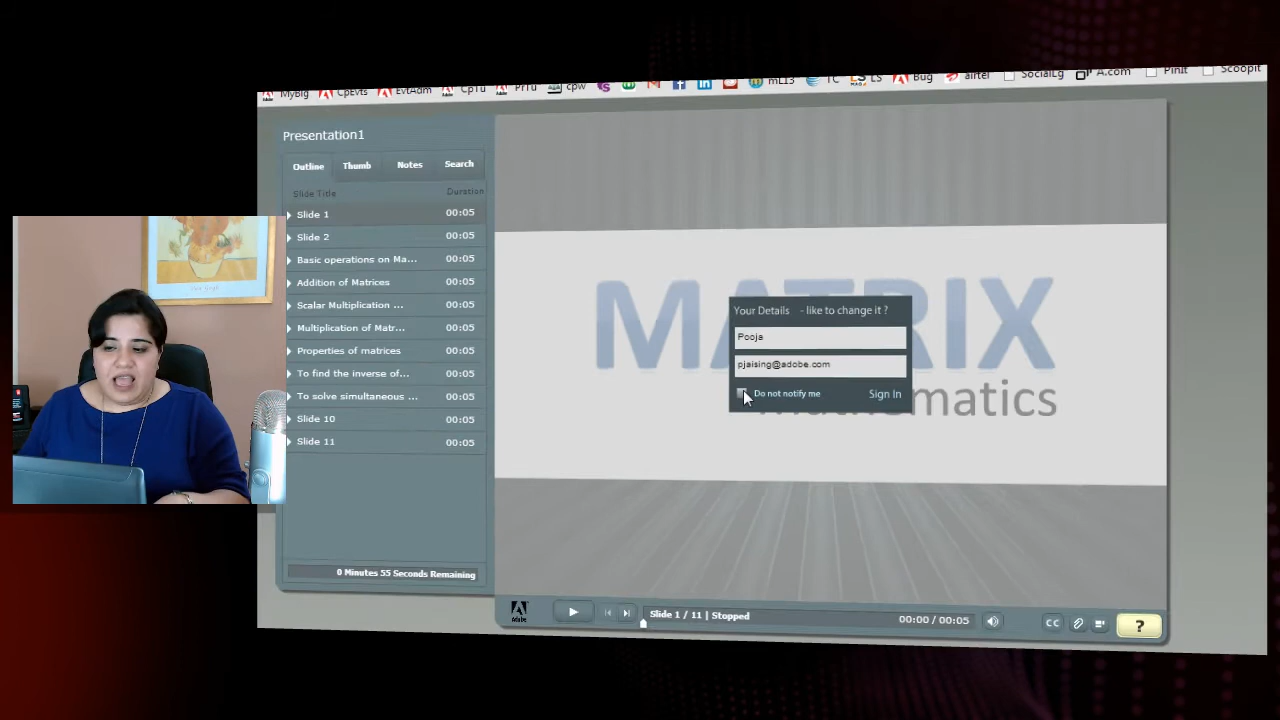 MyBlg CpEvts EvtAdm CpTu PrTu cpw mL13 TC LS Bug airtel SocialLg A.com PinIt ScoopIt
Presentation1
Outline Thumb Notes Search
Slide Title Duration
Slide 1 00:05
Slide 2 00:05
Basic operations on Ma... 00:05
Addition of Matrices 00:05
Scalar Multiplication ... 00:05
Multiplication of Matr... 00:05
Properties of matrices 00:05
To find the inverse of... 00:05
To solve simultaneous ... 00:05
Slide 10 00:05
Slide 11 00:05
0 Minutes 55 Seconds Remaining
MATRIX
mathematics
Your Details - like to change it ?
Pooja
pjaising@adobe.com
Do not notify me Sign In
Adobe
Slide 1 / 11 | Stopped
00:00 / 00:05
CC
?